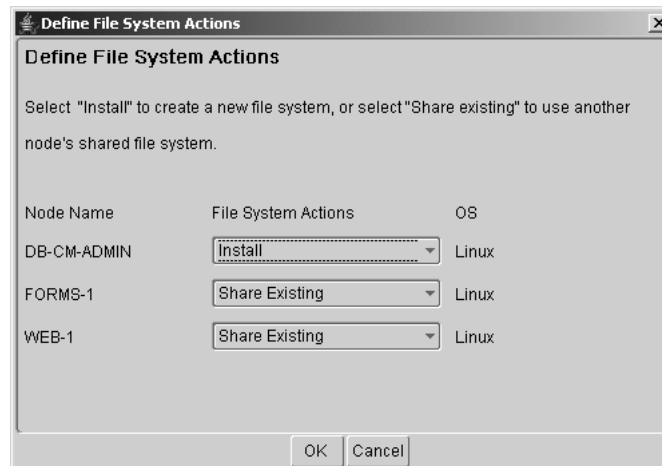 Define File System Actions
Define File System Actions
Select "Install" to create a new file system, or select "Share existing" to use another
node's shared file system.
Node Name File System Actions OS
DB-CM-ADMIN Install Linux
FORMS-1 Share Existing Linux
WEB-1 Share Existing Linux
OK Cancel